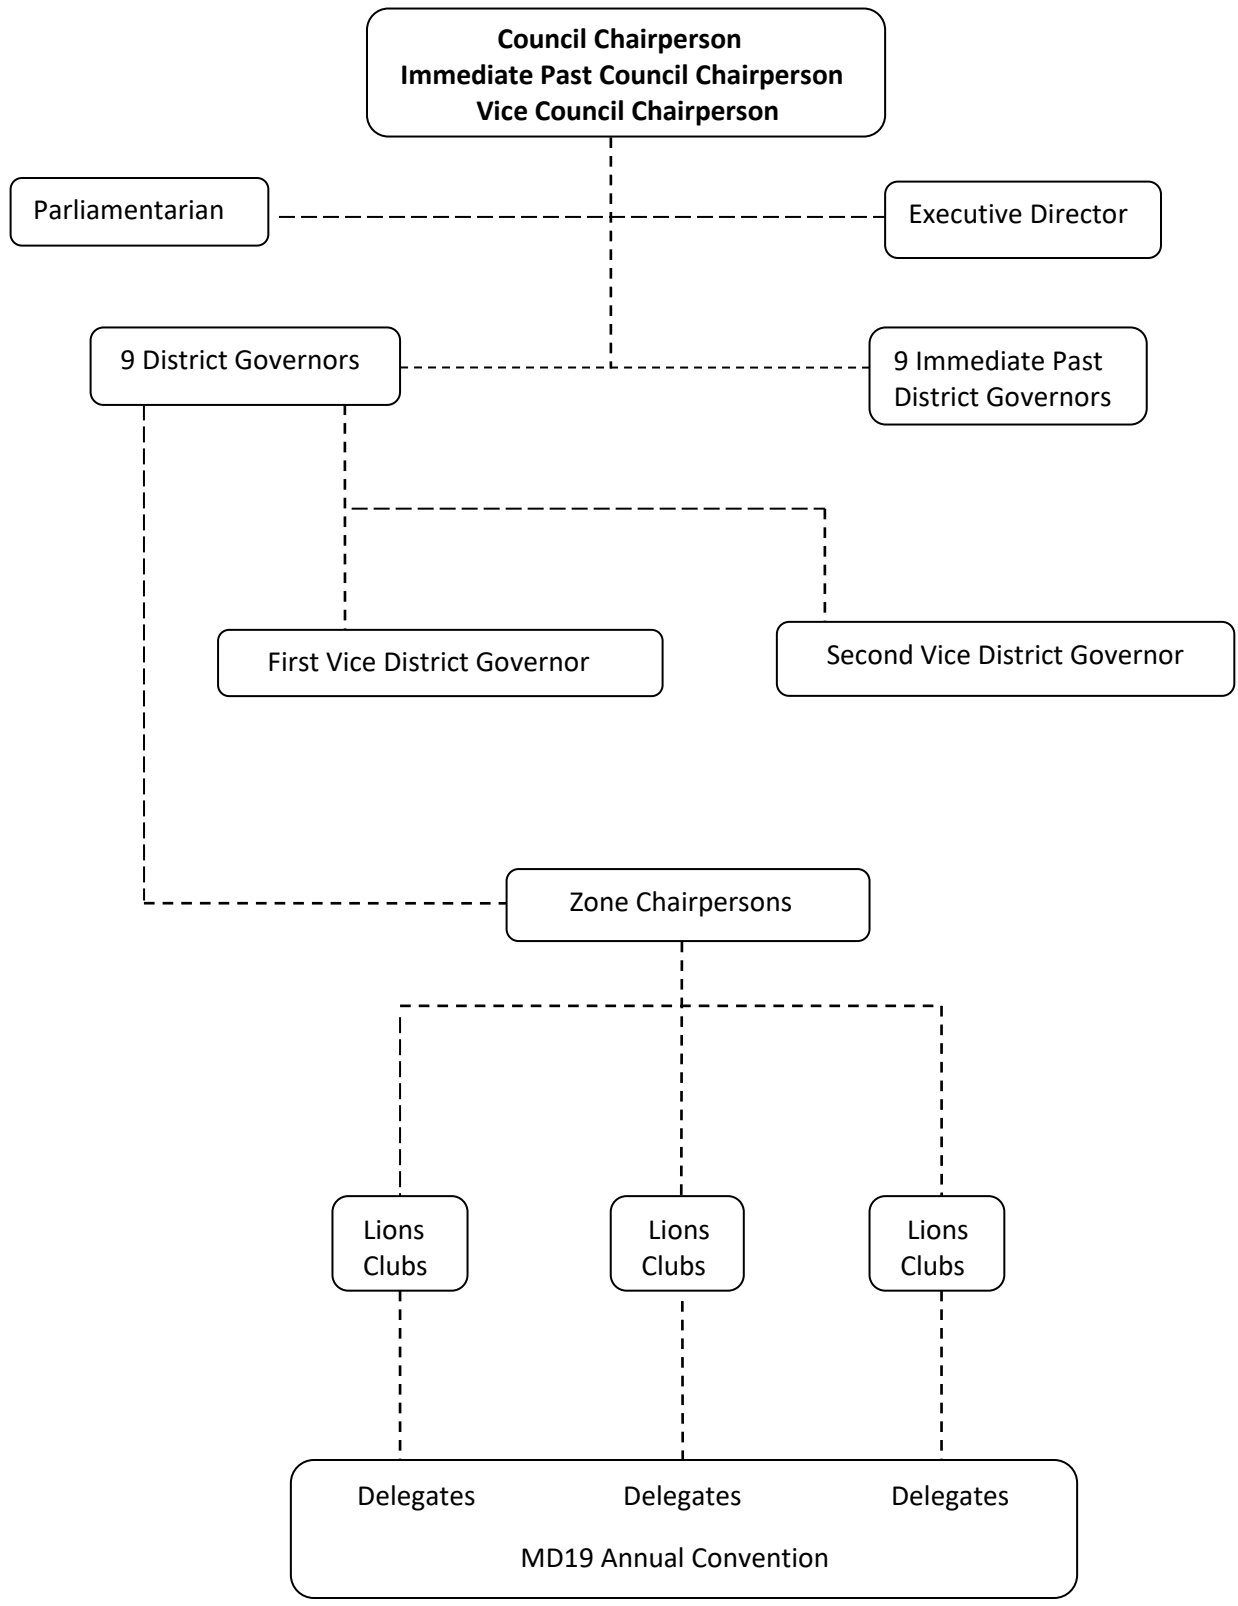 Council Chairperson
Immediate Past Council Chairperson
Vice Council Chairperson
Parliamentarian
Executive Director
9 District Governors
9 Immediate Past
District Governors
First Vice District Governor
Second Vice District Governor
Zone Chairpersons
Lions
Clubs
Lions
Clubs
Lions
Clubs
Delegates
Delegates
Delegates
MD19 Annual Convention